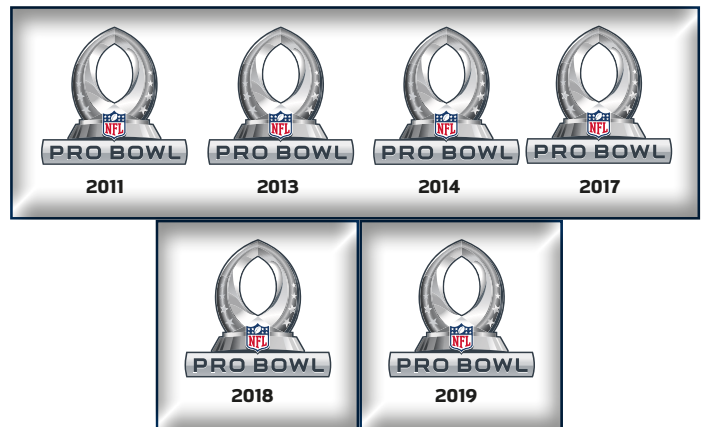 NFL NFL NFL NFL
PRO BOWL PRO BOWL PRO BOWL PRO BOWL
2011 2013 2014 2017
NFL NFL
PRO BOWL PRO BOWL
2018 2019